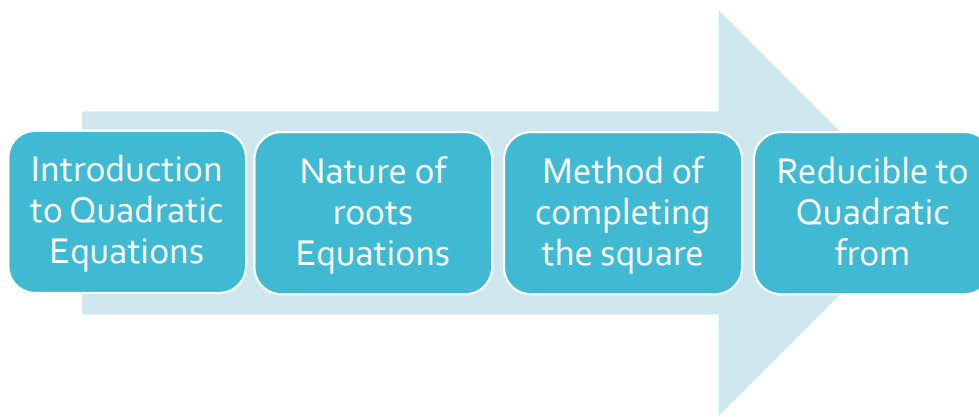 Introduction
to Quadratic
Equations
Nature of
roots
Equations
Method of
completing
the square
Reducible to
Quadratic
from